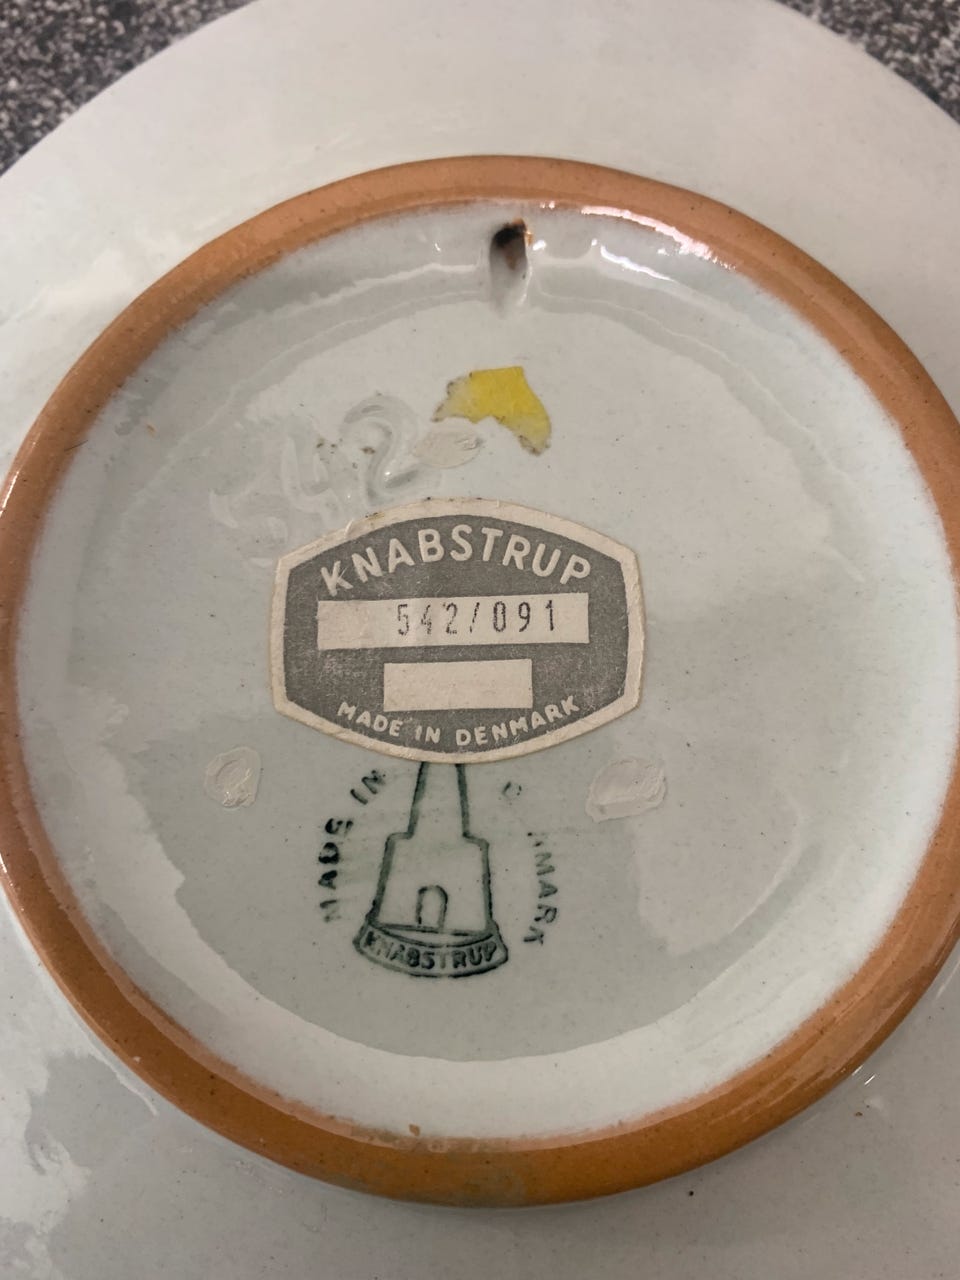 542
KNABSTRUP
542/091
MADE IN DENMARK
MADE IN
KNABSTRUP